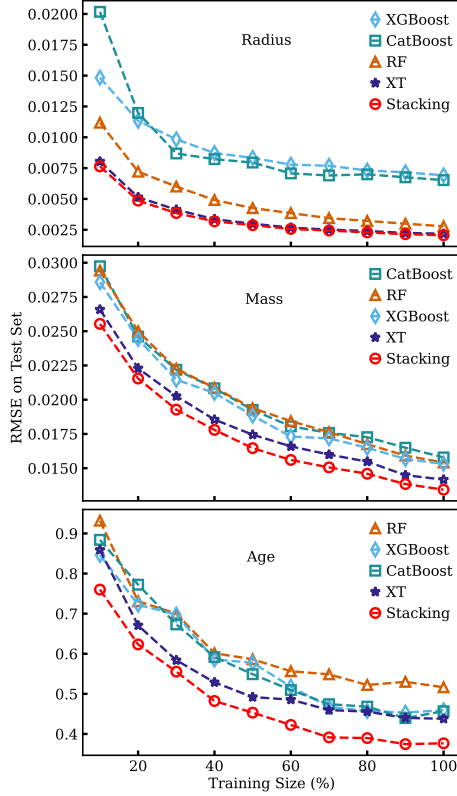 0.0200
0.0175
0.0150
0.0125
0.0100
0.0075
0.0050
0.0025
Radius
XGBoost
CatBoost
RF
XT
Stacking
0.0300
0.0275
0.0250
0.0225
0.0200
0.0175
0.0150
Mass
CatBoost
RF
XGBoost
XT
Stacking
RMSE on Test Set
0.9
0.8
0.7
0.6
0.5
0.4
Age
RF
XGBoost
CatBoost
XT
Stacking
20 40 60 80 100
Training Size (%)